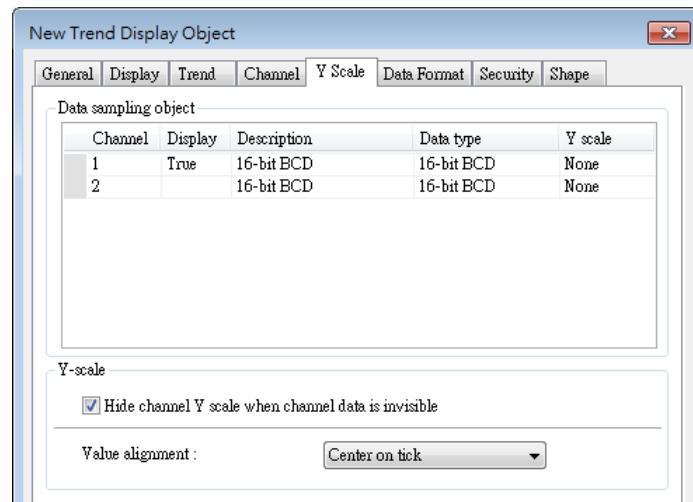 New Trend Display Object
General Display Trend Channel Y Scale Data Format Security Shape
Data sampling object
Channel Display Description Data type Y scale
1 True 16-bit BCD 16-bit BCD None
2 16-bit BCD 16-bit BCD None
Y-scale
Hide channel Y scale when channel data is invisible
Value alignment : Center on tick